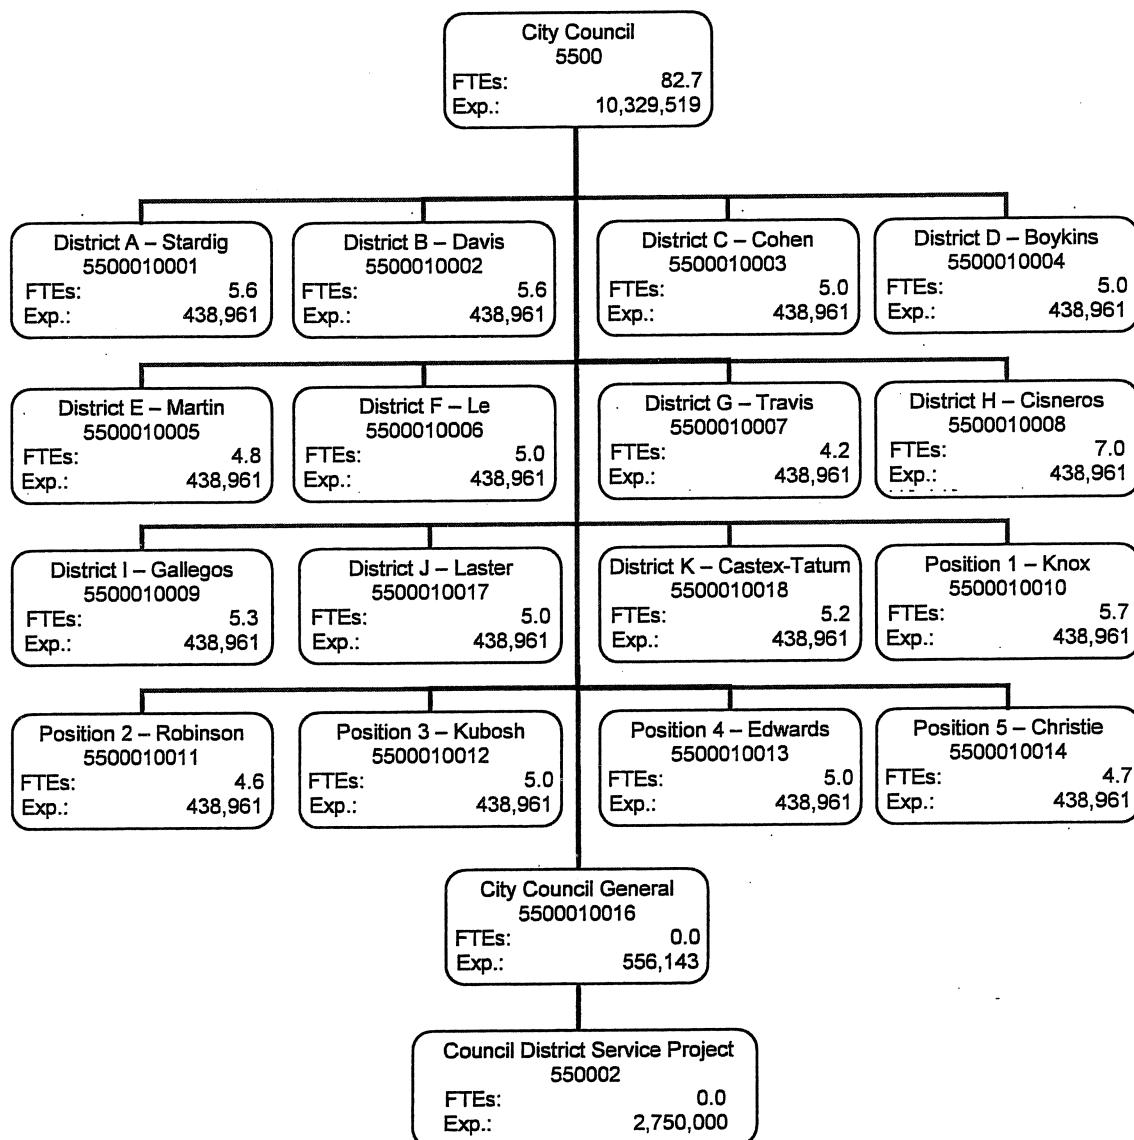 City Council
5500
FTEs: 82.7
Exp.: 10,329,519
District A – Stardig
5500010001
FTEs: 5.6
Exp.: 438,961
District B – Davis
5500010002
FTEs: 5.6
Exp.: 438,961
District C – Cohen
5500010003
FTEs: 5.0
Exp.: 438,961
District D – Boykins
5500010004
FTEs: 5.0
Exp.: 438,961
District E – Martin
5500010005
FTEs: 4.8
Exp.: 438,961
District F – Le
5500010006
FTEs: 5.0
Exp.: 438,961
District G – Travis
5500010007
FTEs: 4.2
Exp.: 438,961
District H – Cisneros
5500010008
FTEs: 7.0
Exp.: 438,961
District I – Gallegos
5500010009
FTEs: 5.3
Exp.: 438,961
District J – Laster
5500010017
FTEs: 5.0
Exp.: 438,961
District K – Castex-Tatum
5500010018
FTEs: 5.2
Exp.: 438,961
Position 1 – Knox
5500010010
FTEs: 5.7
Exp.: 438,961
Position 2 – Robinson
5500010011
FTEs: 4.6
Exp.: 438,961
Position 3 – Kubosh
5500010012
FTEs: 5.0
Exp.: 438,961
Position 4 – Edwards
5500010013
FTEs: 5.0
Exp.: 438,961
Position 5 – Christie
5500010014
FTEs: 4.7
Exp.: 438,961
City Council General
5500010016
FTEs: 0.0
Exp.: 556,143
Council District Service Project
550002
FTEs: 0.0
Exp.: 2,750,000